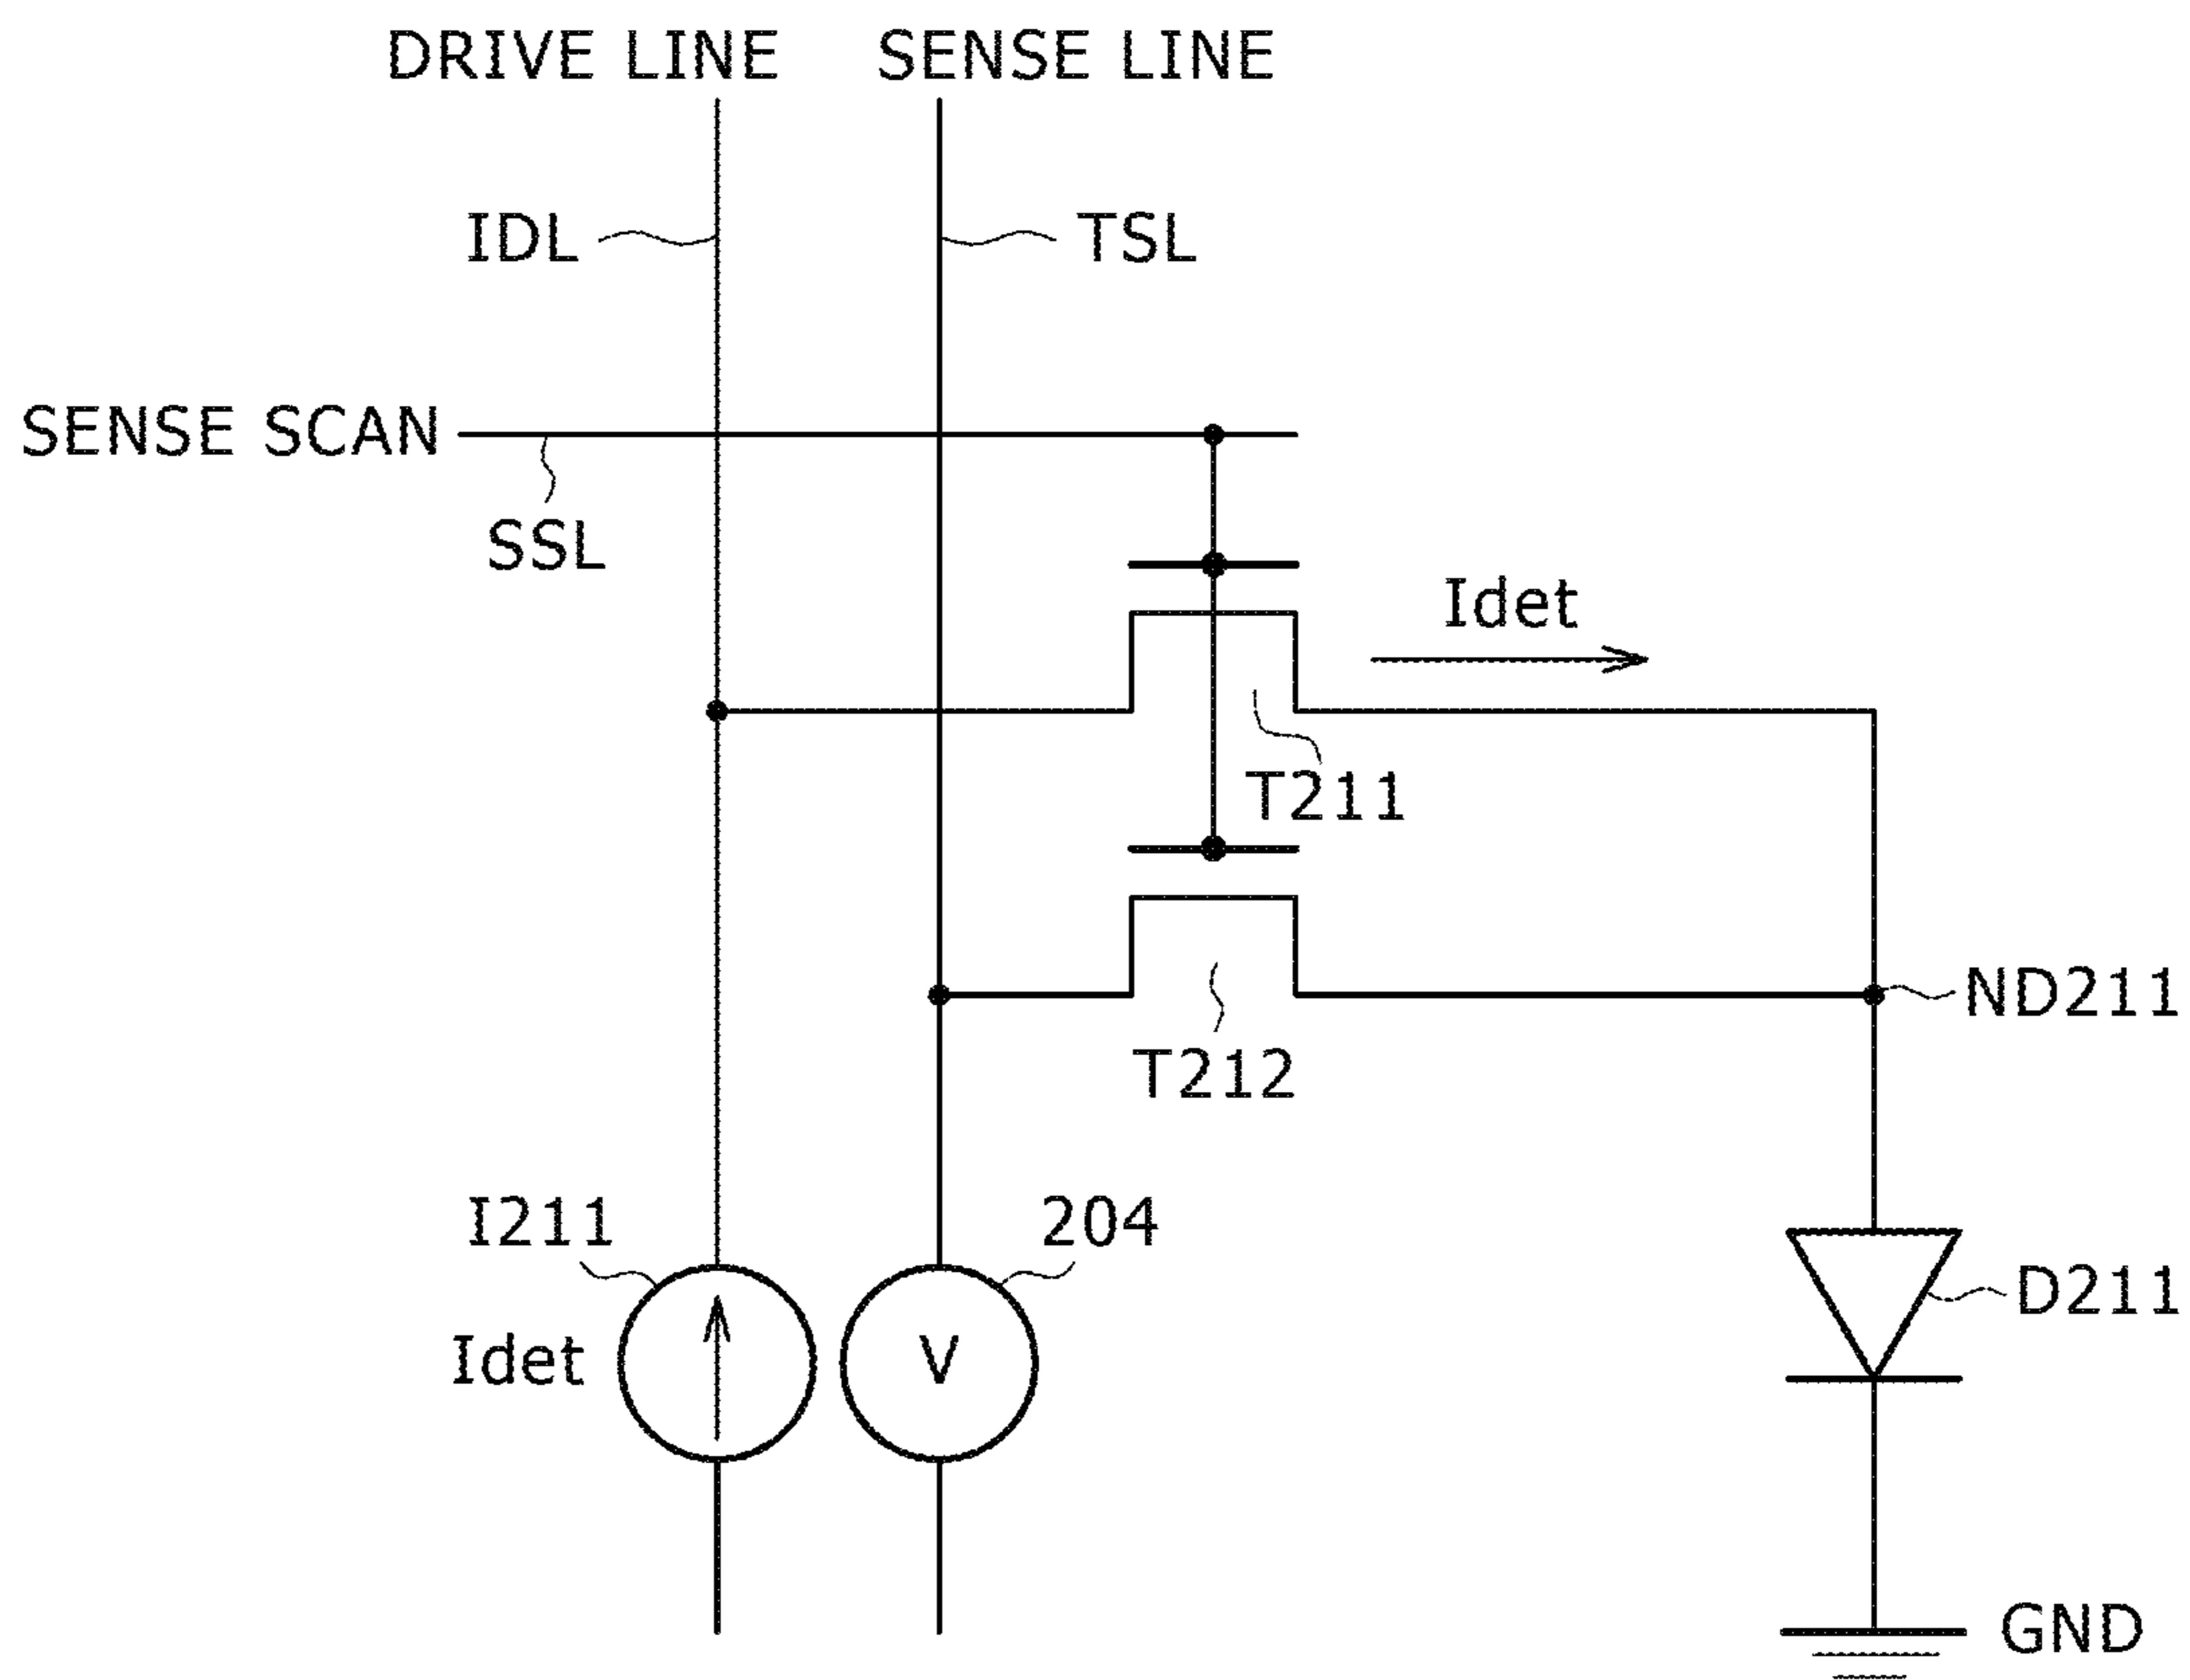 DRIVE LINE
SENSE LINE
IDL
TSL
SENSE SCAN
SSL
Idet
T211
ND211
T212
I211
204
D211
Idet
V
GND